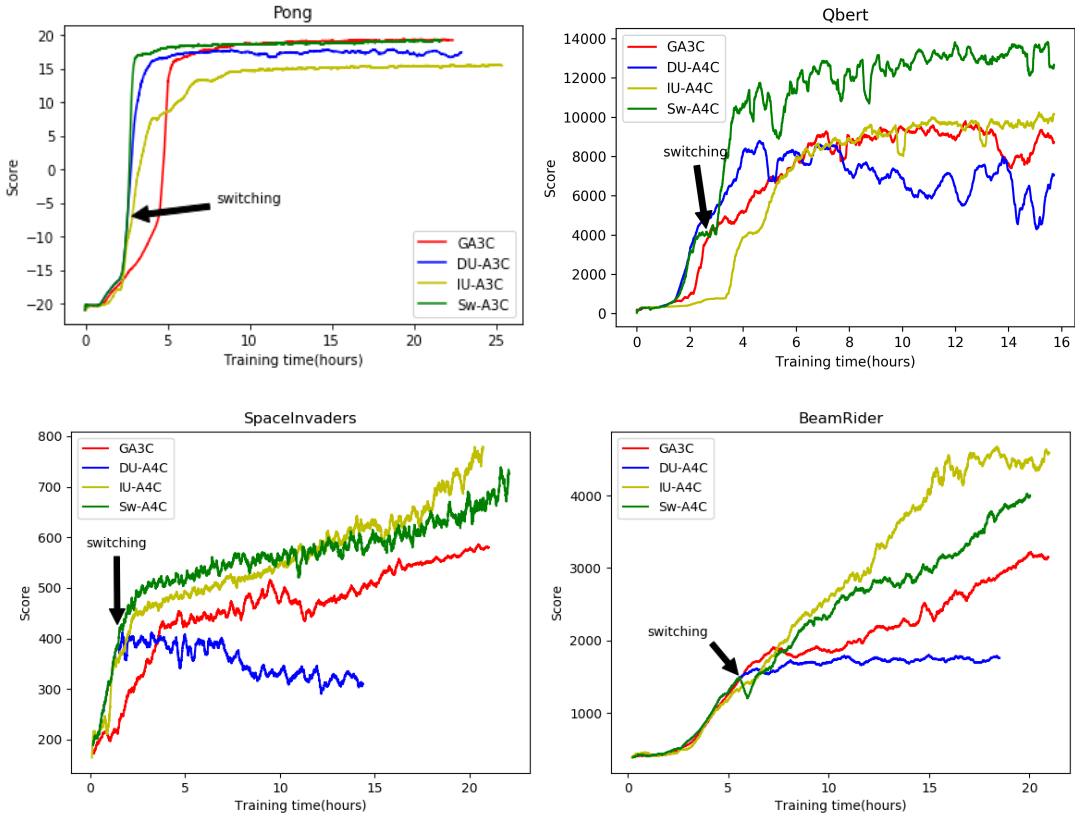 Pong
20
15
10
5
0
−5
−10
−15
−20
Score
switching
GA3C
DU-A3C
IU-A3C
Sw-A3C
0 5 10 15 20 25
Training time(hours)
Qbert
14000
12000
10000
8000
6000
4000
2000
0
Score
GA3C
DU-A4C
IU-A4C
Sw-A4C
switching
0 2 4 6 8 10 12 14 16
Training time(hours)
SpaceInvaders
800
700
600
500
400
300
200
Score
GA3C
DU-A4C
IU-A4C
Sw-A4C
switching
0 5 10 15 20
Training time(hours)
BeamRider
4000
3000
2000
1000
Score
GA3C
DU-A4C
IU-A4C
Sw-A4C
switching
0 5 10 15 20
Training time(hours)